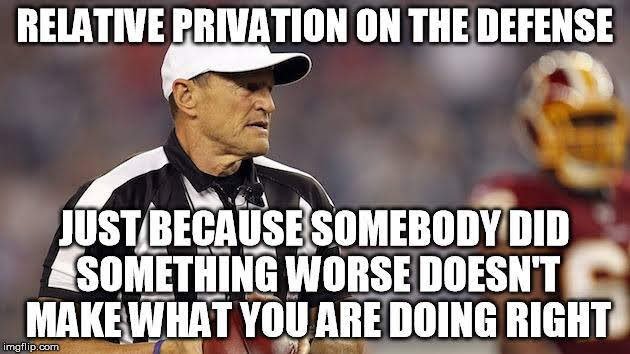 RELATIVE PRIVATION ON THE DEFENSE
JUST BECAUSE SOMEBODY DID
SOMETHING WORSE DOESN'T
MAKE WHAT YOU ARE DOING RIGHT
imgflip.com